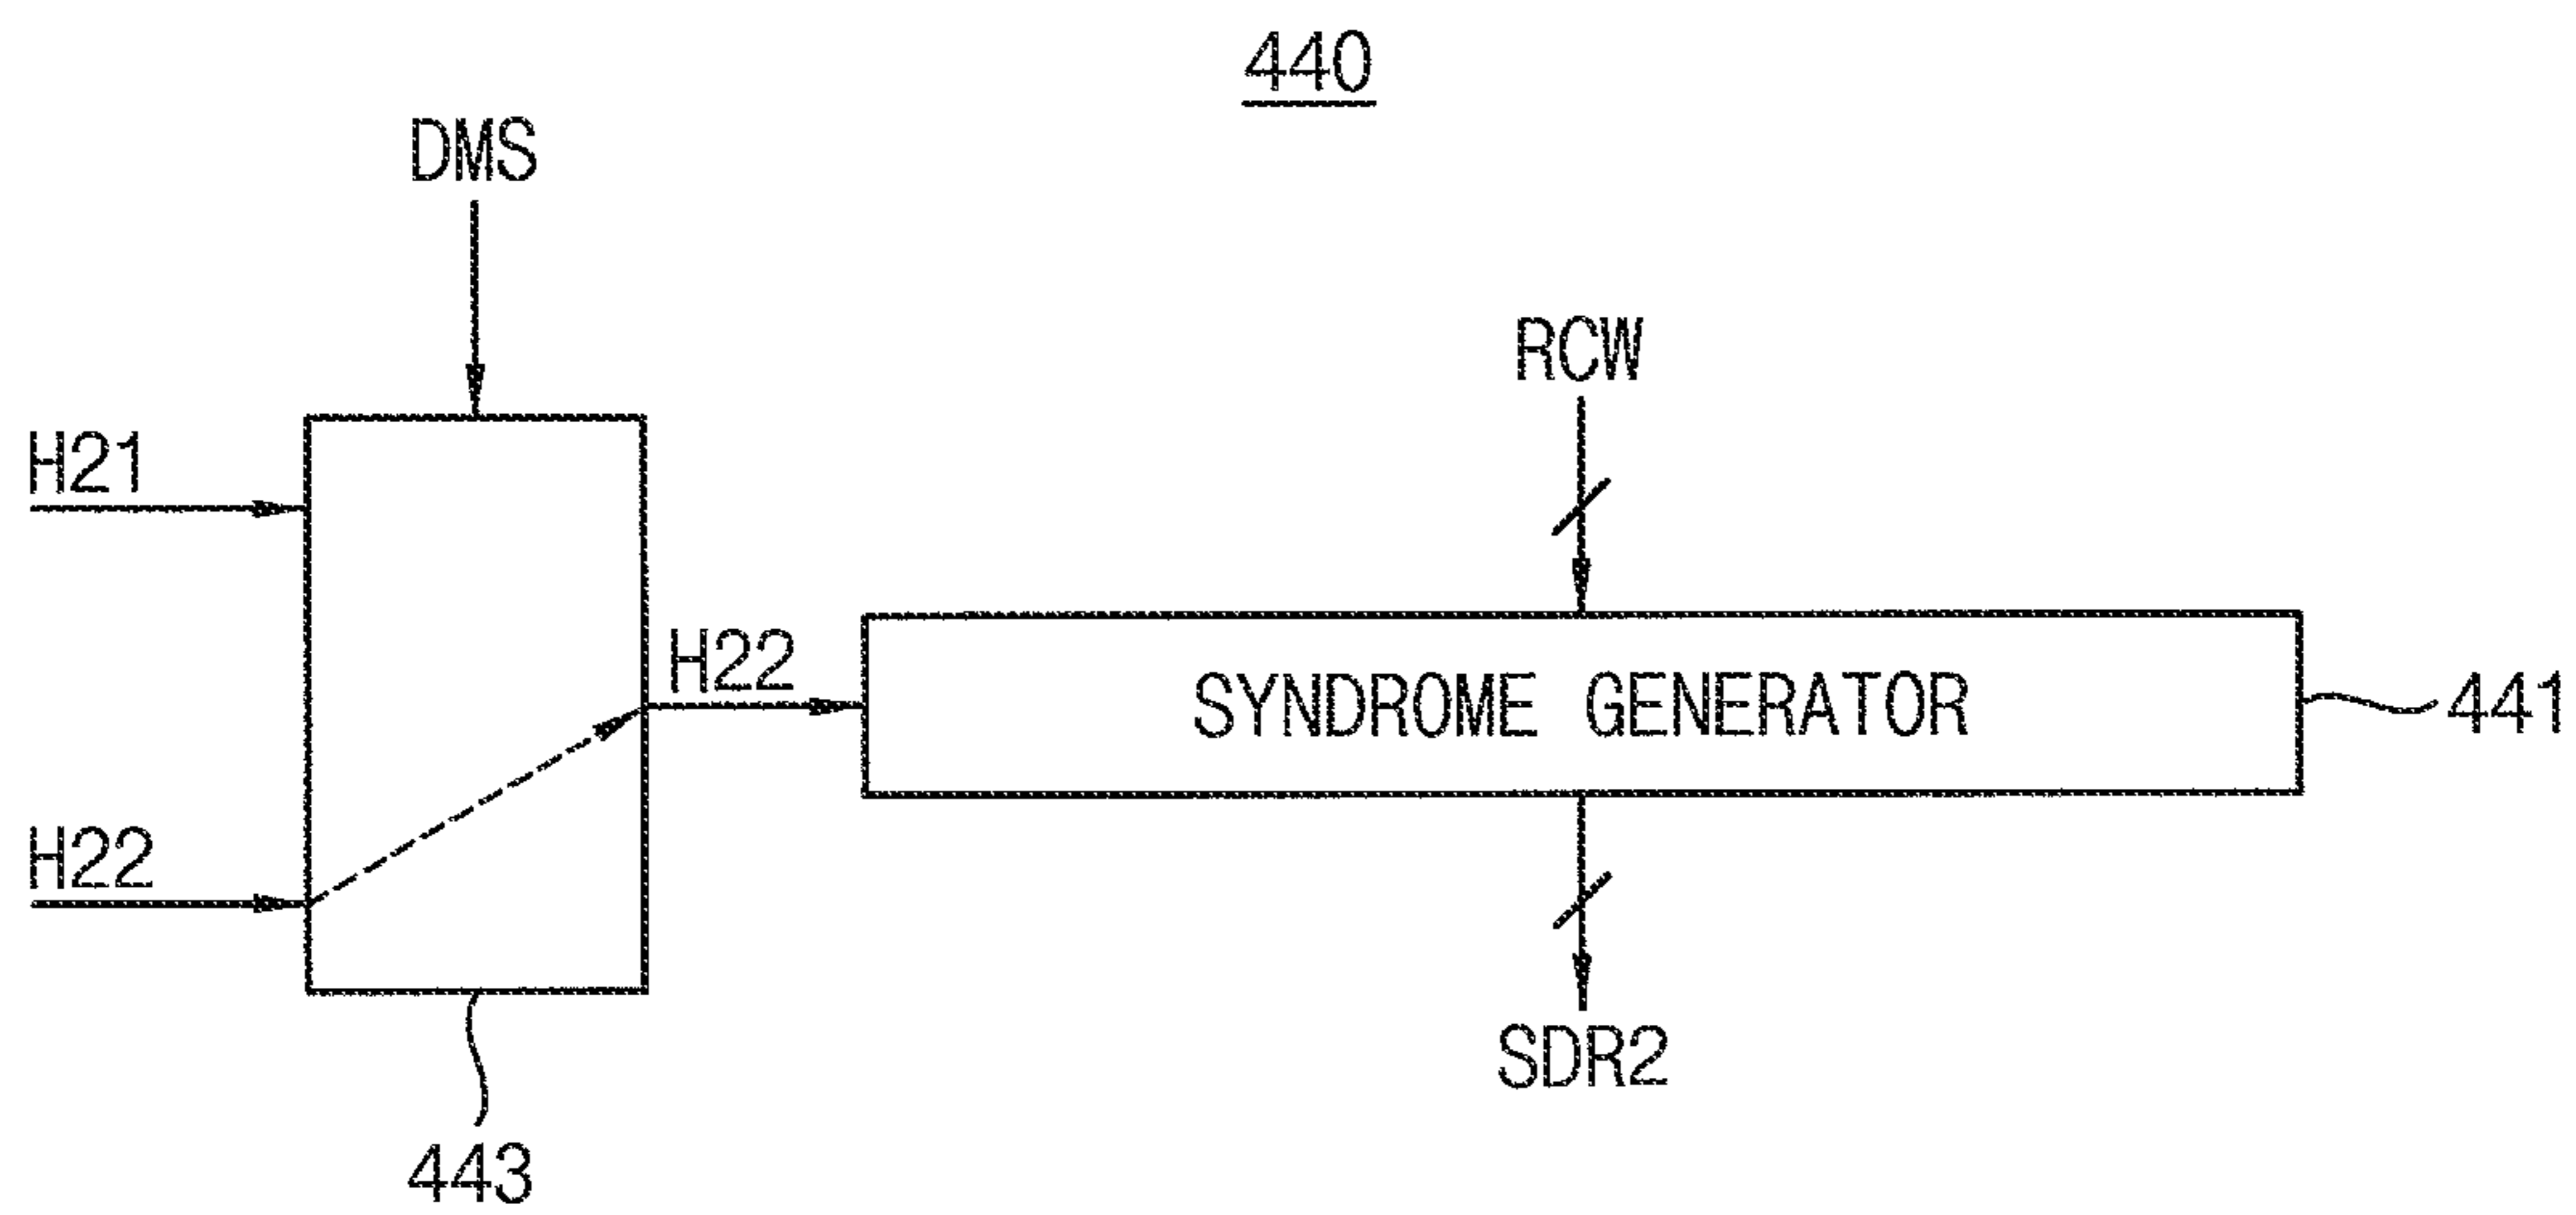 440
DMS
RCW
H21
H22
SYNDROME GENERATOR
441
H22
SDR2
443